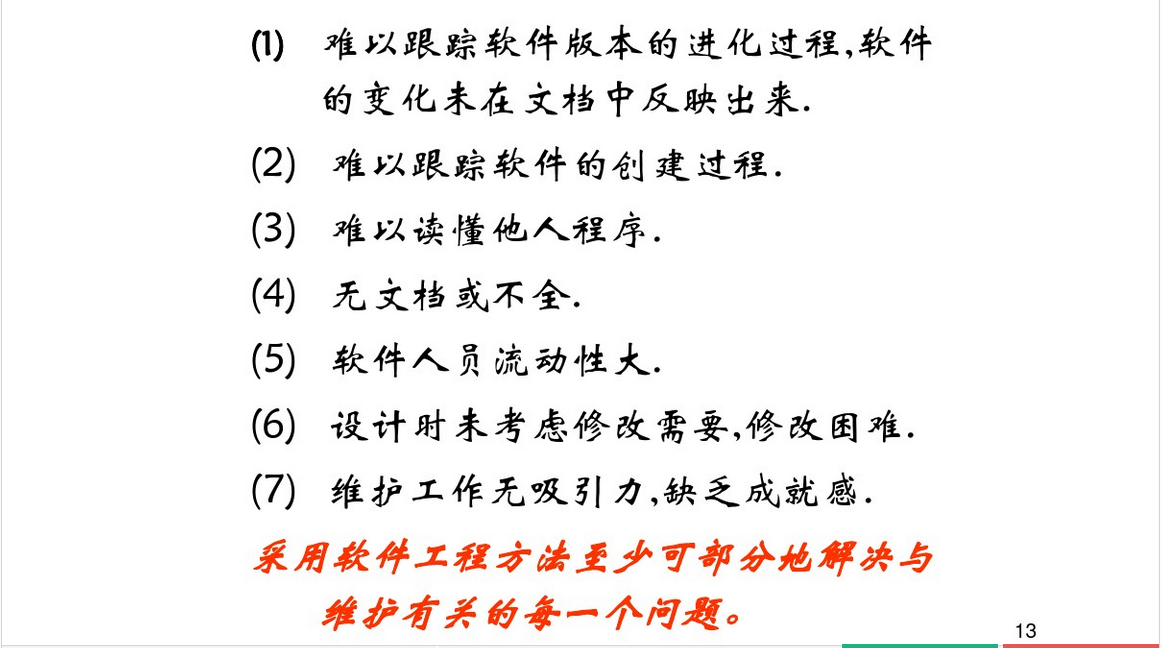 (1) 难以跟踪软件版本的进化过程,软件
的变化未在文档中反映出来.
(2) 难以跟踪软件的创建过程.
(3) 难以读懂他人程序.
(4) 无文档或不全.
(5) 软件人员流动性大.
(6) 设计时未考虑修改需要,修改困难.
(7) 维护工作无吸引力,缺乏成就感.
采用软件工程方法至少可部分地解决与
维护有关的每一个问题。
13